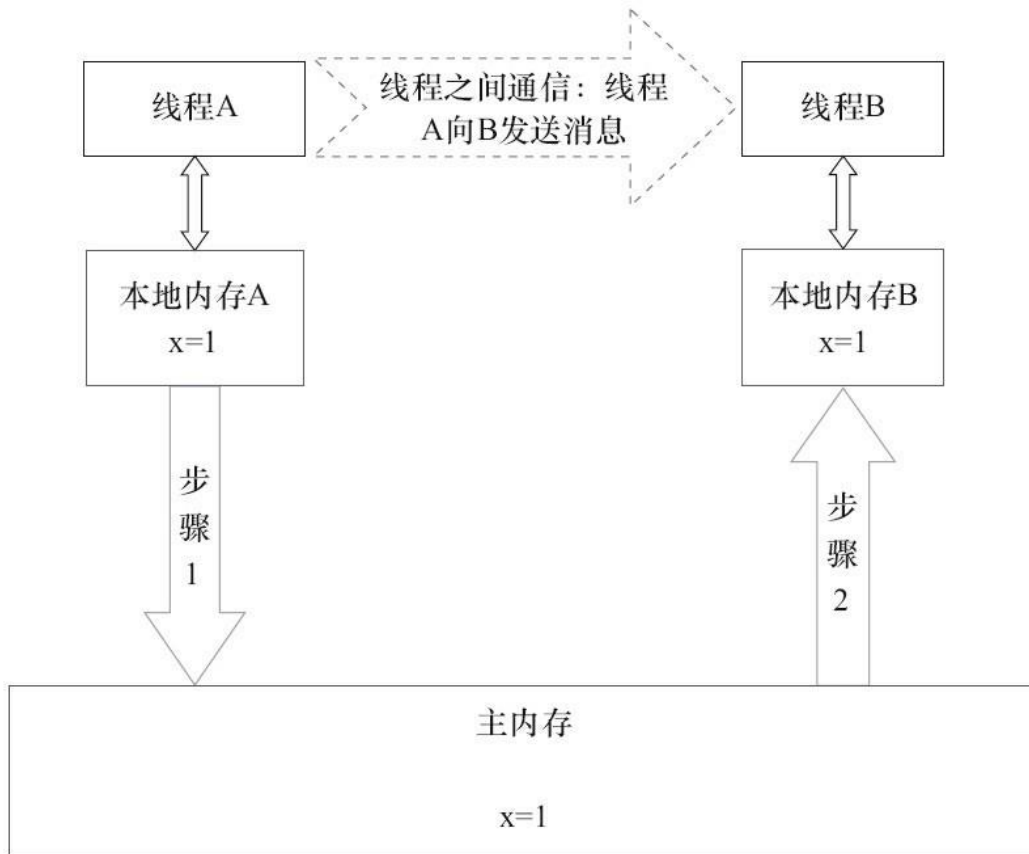 线程A
线程之间通信：线程
A向B发送消息
线程B
本地内存A
x=1
本地内存B
x=1
步
骤
1
步
骤
2
主内存
x=1